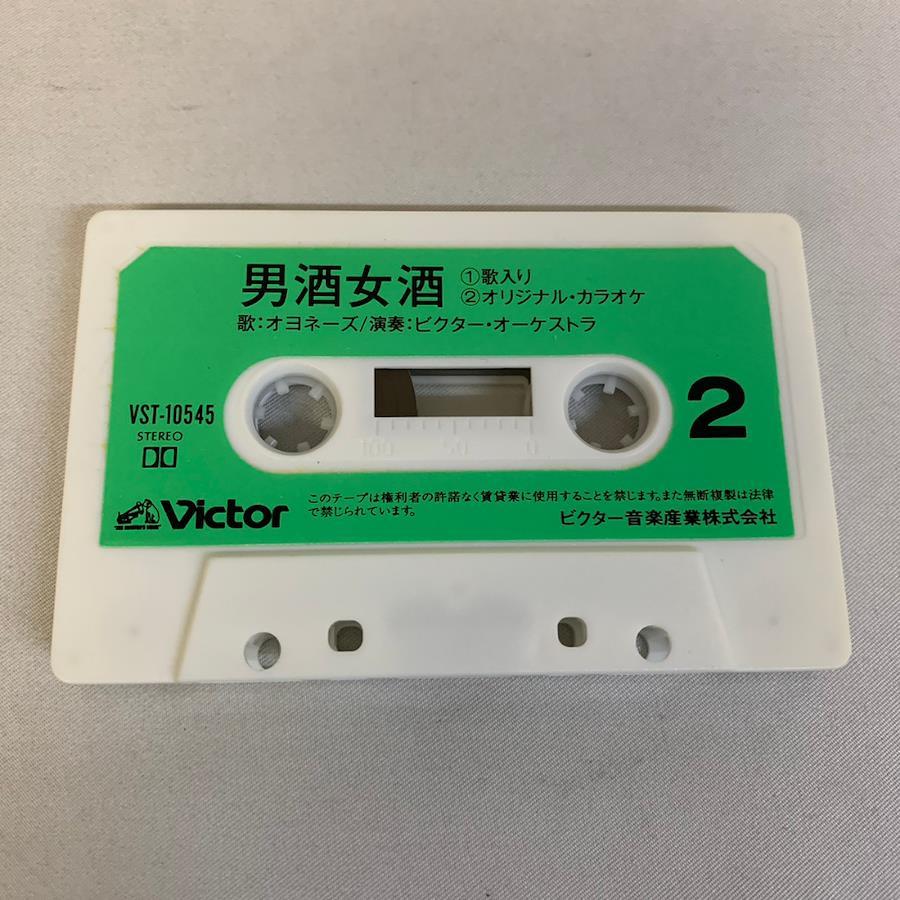 男酒女酒
①歌入り
②オリジナル・カラオケ
歌:オヨネーズ/演奏:ビクター・オーケストラ
VST-10545
STEREO
2
100 50 0
Victor
このテープは権利者の許諾なく賃貸業に使用することを禁じます。また無断複製は法律
で禁じられています。
ビクター音楽産業株式会社